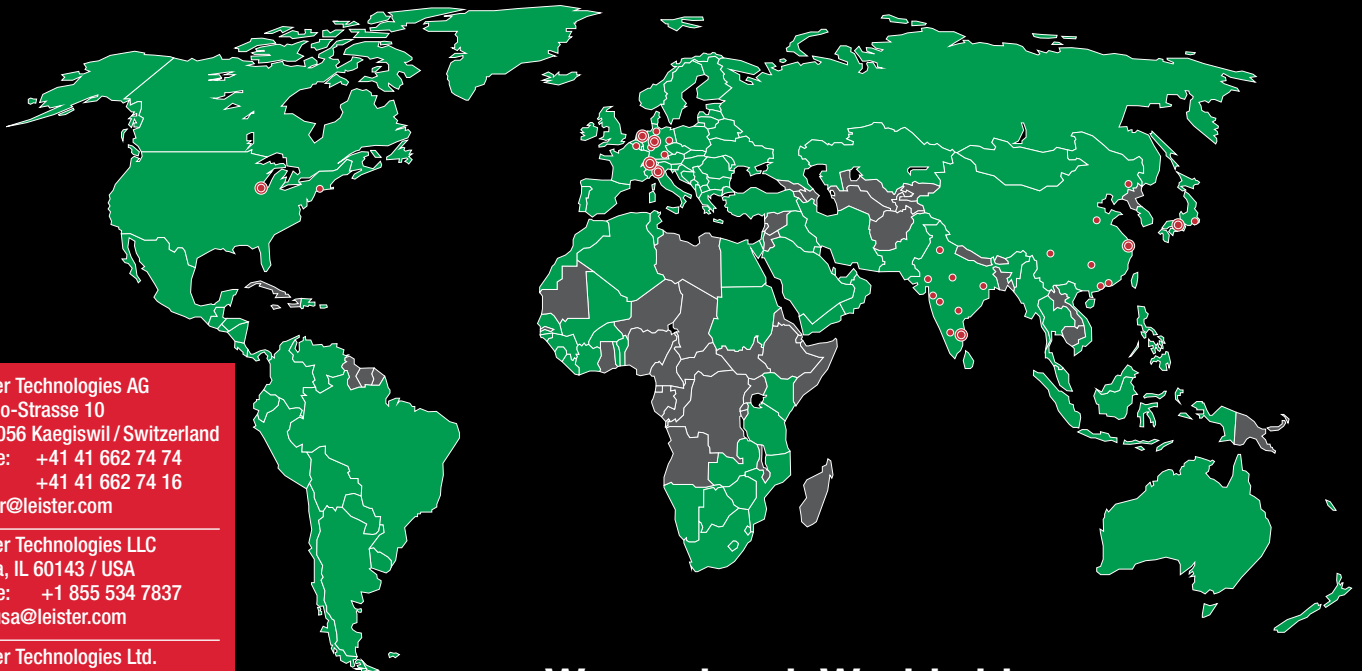 er Technologies AG
o-Strasse 10
056 Kaegiswil / Switzerland
e: +41 41 662 74 74
+41 41 662 74 16
r@leister.com
er Technologies LLC
a, IL 60143 / USA
e: +1 855 534 7837
sa@leister.com
er Technologies Ltd.